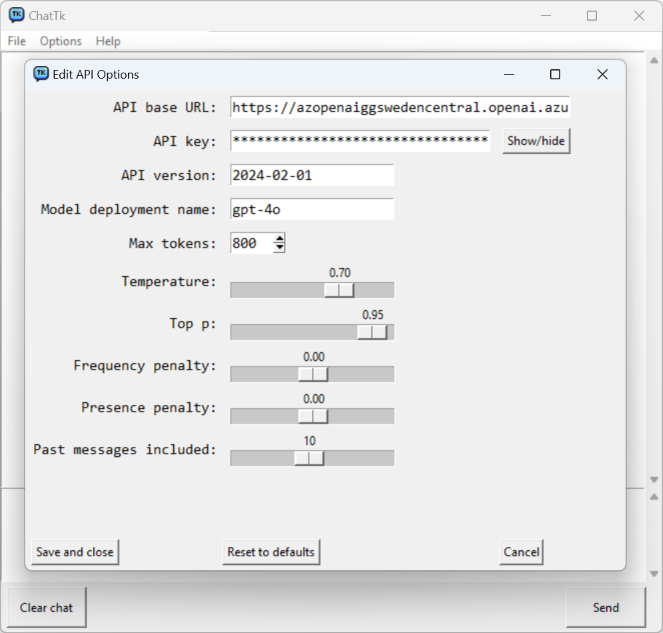 TK ChatTk
File Options Help
TK Edit API Options
API base URL: https://azopenaiggswedencentral.openai.azu
API key: ********************************* Show/hide
API version: 2024-02-01
Model deployment name: gpt-4o
Max tokens: 800
0.70
Temperature:
0.95
Top p:
0.00
Frequency penalty:
0.00
Presence penalty:
10
Past messages included:
Save and close Reset to defaults Cancel
Clear chat Send